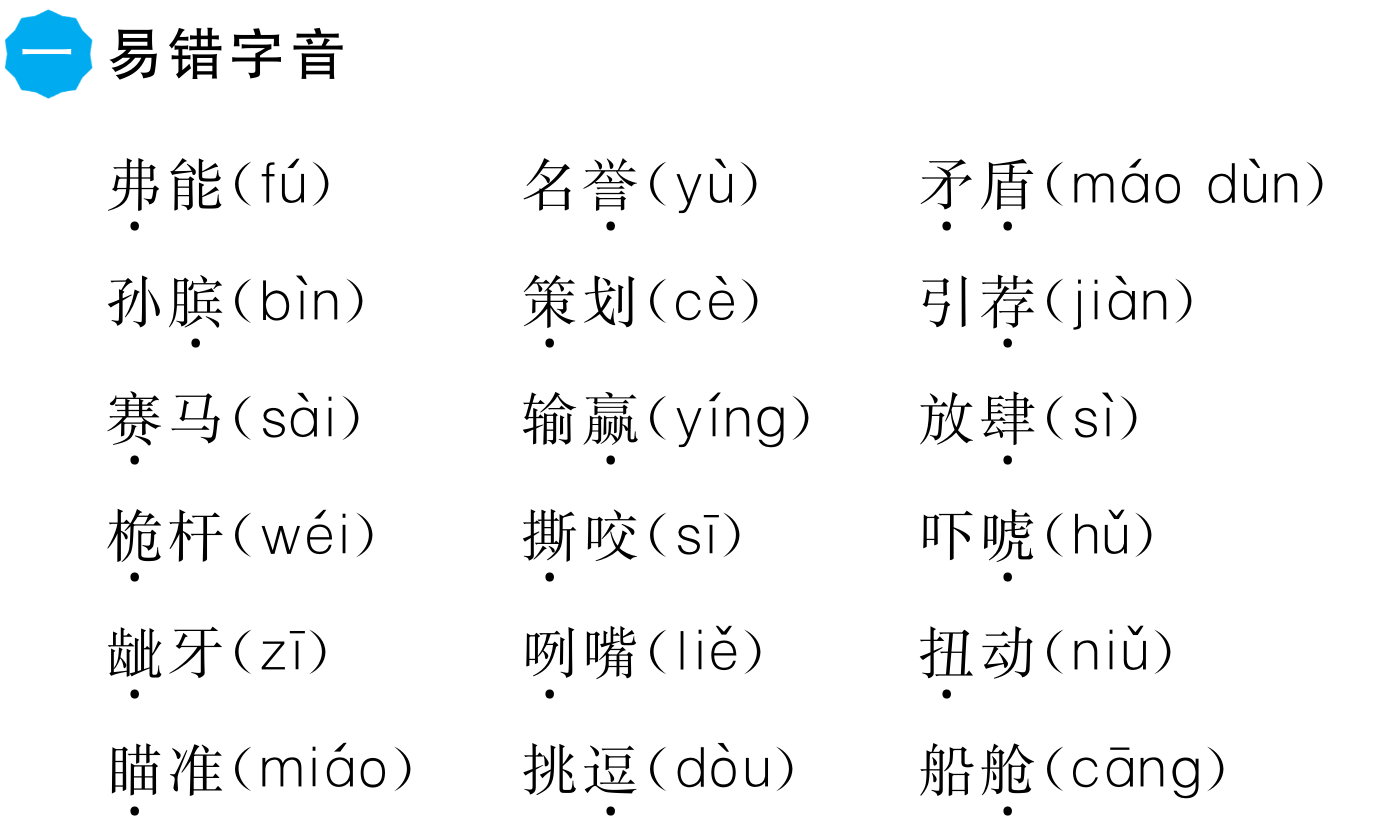 一 易错字音
弗能(fú) 名誉(yù) 矛盾(máo dùn)
孙膑(bìn) 策划(cè) 引荐(jiàn)
赛马(sài) 输赢(yíng) 放肆(sì)
桅杆(wéi) 撕咬(sī) 吓唬(hǔ)
龇牙(zī) 咧嘴(liě) 扭动(niǔ)
瞄准(miáo) 挑逗(dòu) 船舱(cāng)